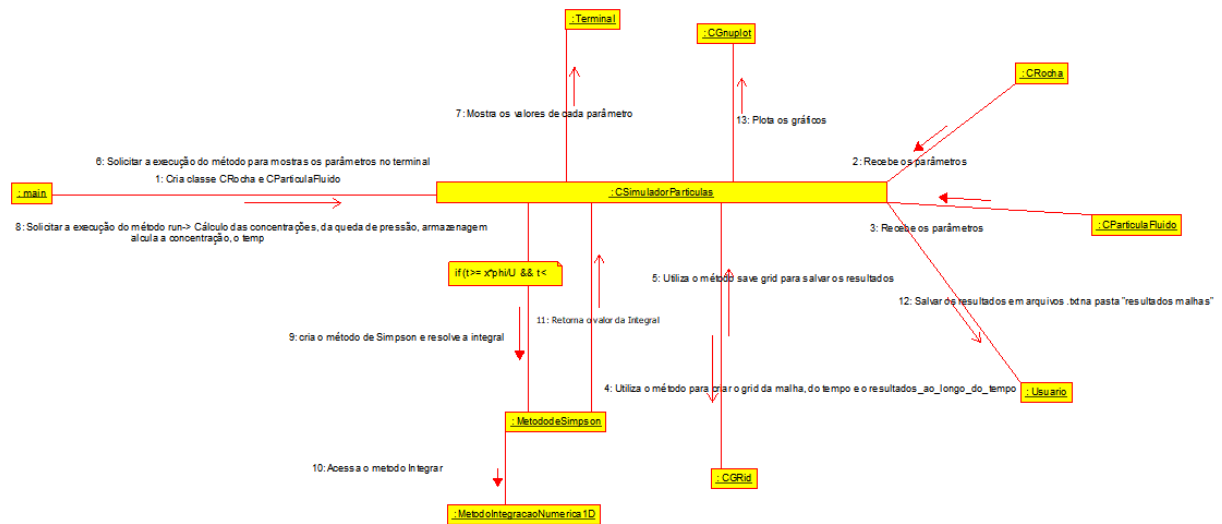 : Terminal
: CGnuplot
: CRocha
7: Mostra os valores de cada parâmetro
13: Plota os gráficos
6: Solicitar a execução do método para mostras os parâmetros no terminal
2: Recebe os parâmetros
1: Cria classe CRocha e CParticulaFluido
: main
: CSimuladorParticulas
8: Solicitar a execução do método run-> Cálculo das concentrações, da queda de pressão, armazenagem
alcula a concentração, o temp
3: Recebe os parâmetros
: CParticulaFluido
if (t >= x*phi/U && t<
5: Utiliza o método save grid para salvar os resultados
12: Salvar os resultados em arquivos .txt na pasta "resultados malhas"
11: Retorna o valor da Integral
9: cria o método de Simpson e resolve a integral
4: Utiliza o método para criar o grid da malha, do tempo e o resultados_ao_longo_do_tempo
: Usuario
: MetododeSimpson
10: Acessa o metodo Integrar
: CGRid
: MetodoIntegracaoNumerica1D